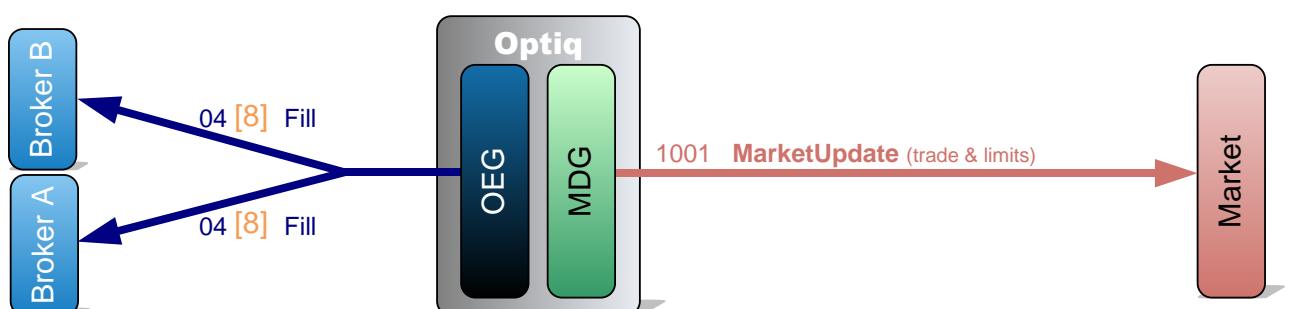 Optiq
Broker B
04 [8] Fill
OEG
MDG
1001 MarketUpdate (trade & limits)
Market
Broker A
04 [8] Fill